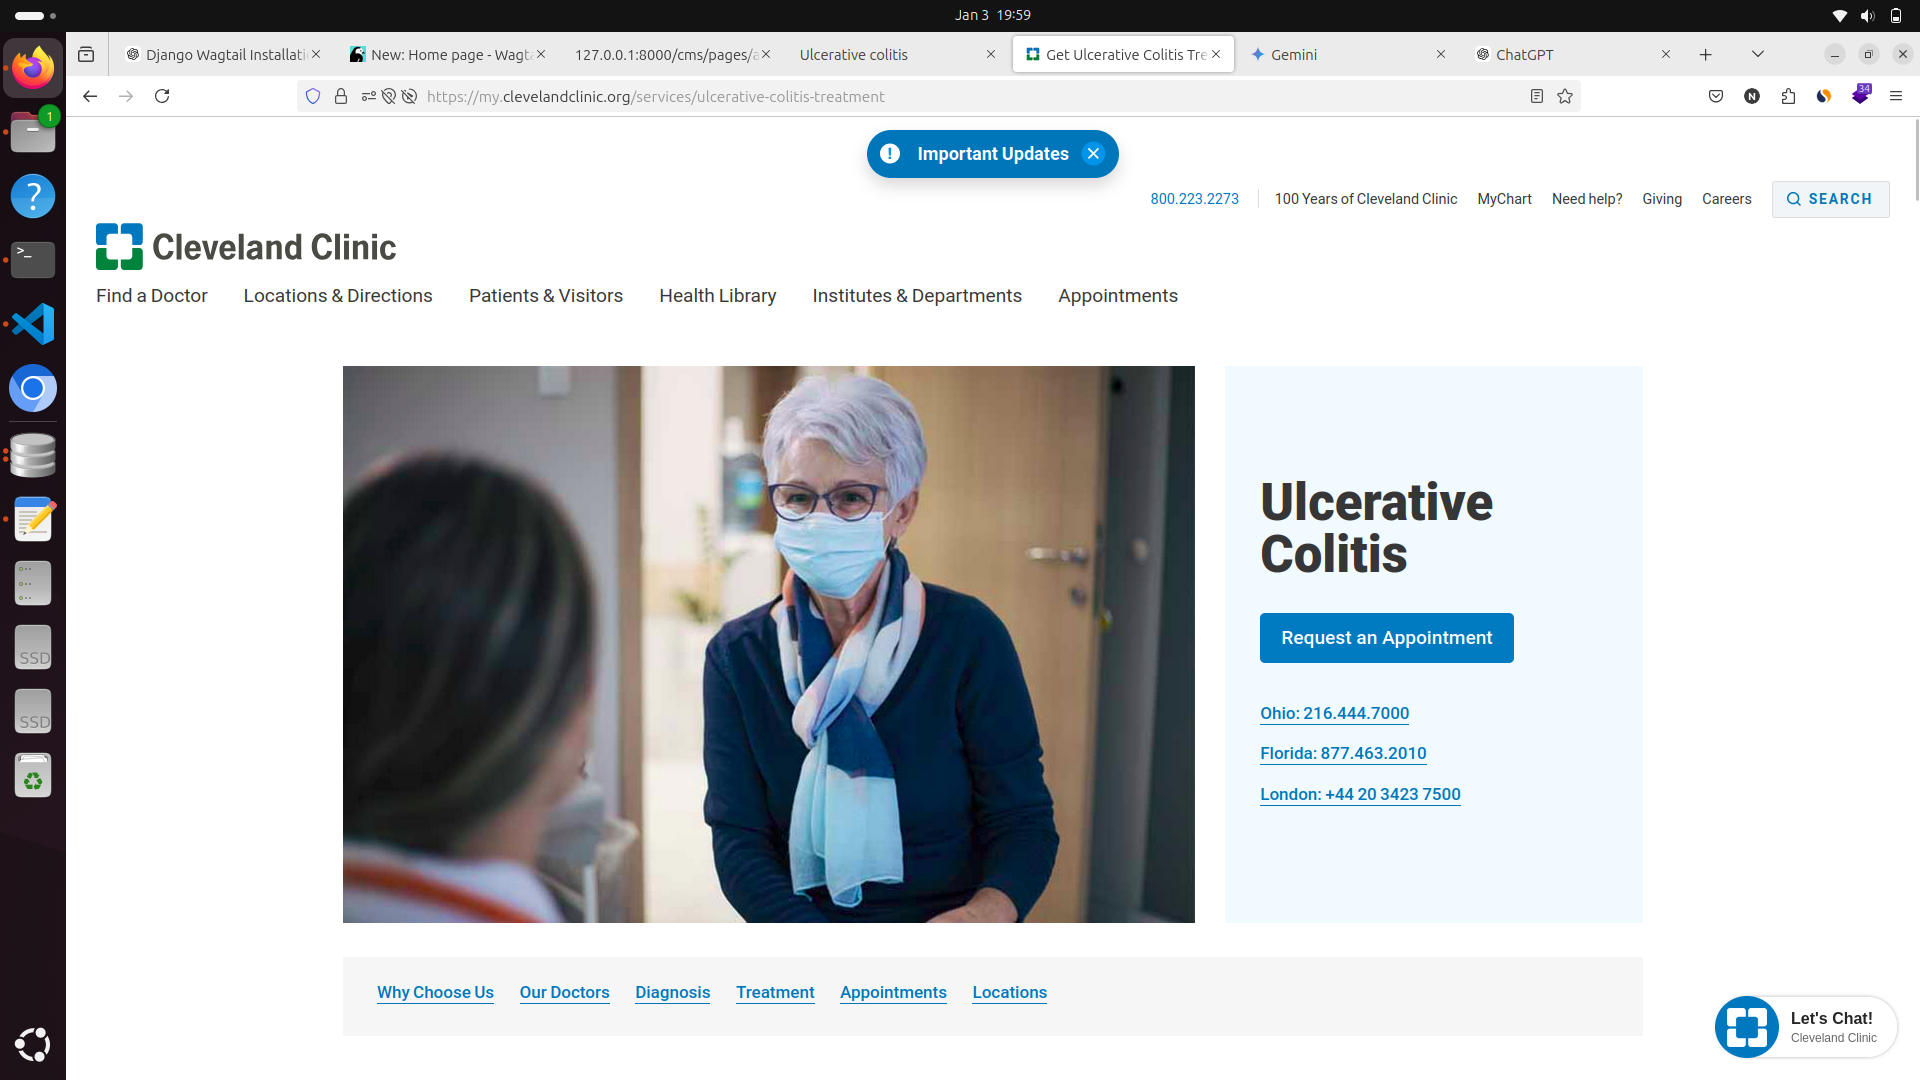 Jan 3 19:59
Django Wagtail Installati
New: Home page - Wagt
127.0.0.1:8000/cms/pages/a
Ulcerative colitis
Get Ulcerative Colitis Tre
Gemini
ChatGPT
1
https://my.clevelandclinic.org/services/ulcerative-colitis-treatment
N
34
Important Updates
800.223.2273
100 Years of Cleveland Clinic
MyChart
Need help?
Giving
Careers
SEARCH
Cleveland Clinic
Find a Doctor
Locations & Directions
Patients & Visitors
Health Library
Institutes & Departments
Appointments
Ulcerative
Colitis
Request an Appointment
Ohio: 216.444.7000
Florida: 877.463.2010
London: +44 20 3423 7500
SSD
SSD
Why Choose Us
Our Doctors
Diagnosis
Treatment
Appointments
Locations
Let's Chat!
Cleveland Clinic